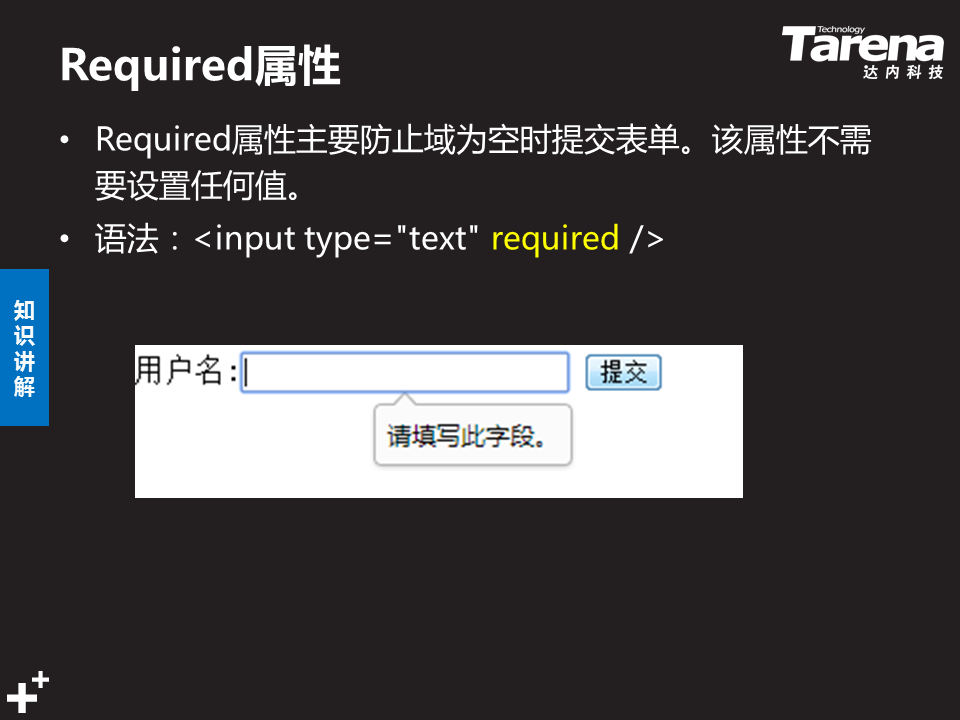 Required属性
Technology
Tarena
达内科技
• Required属性主要防止域为空时提交表单。该属性不需
要设置任何值。
• 语法：<input type="text" required />
知识讲解
用户名: 提交
请填写此字段。